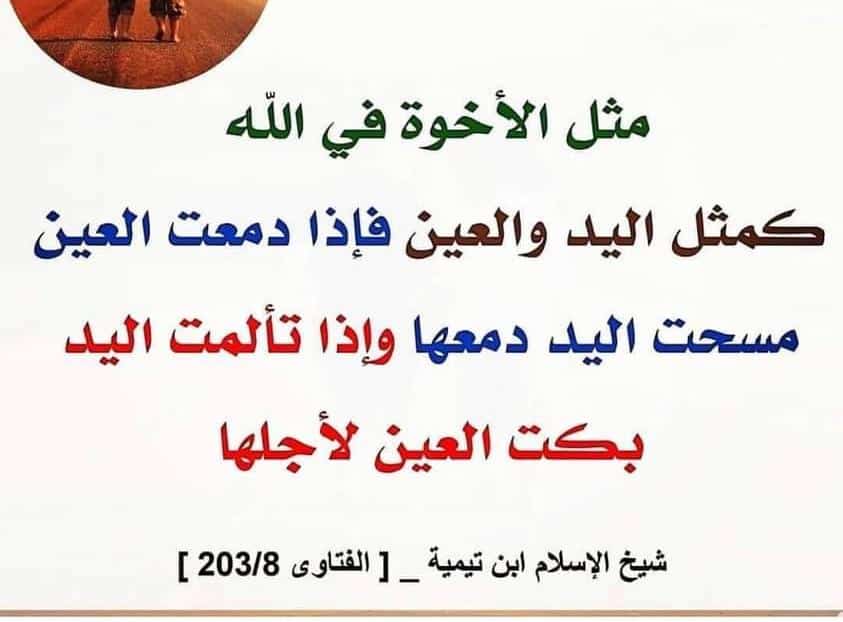 مثل الأخوة في الله
كمثل اليد والعين فإذا دمعت العين
مسحت اليد دمعها وإذا تألمت اليد
بكت العين لأجلها
شيخ الإسلام ابن تيمية _ [ الفتاوى 203/8 ]